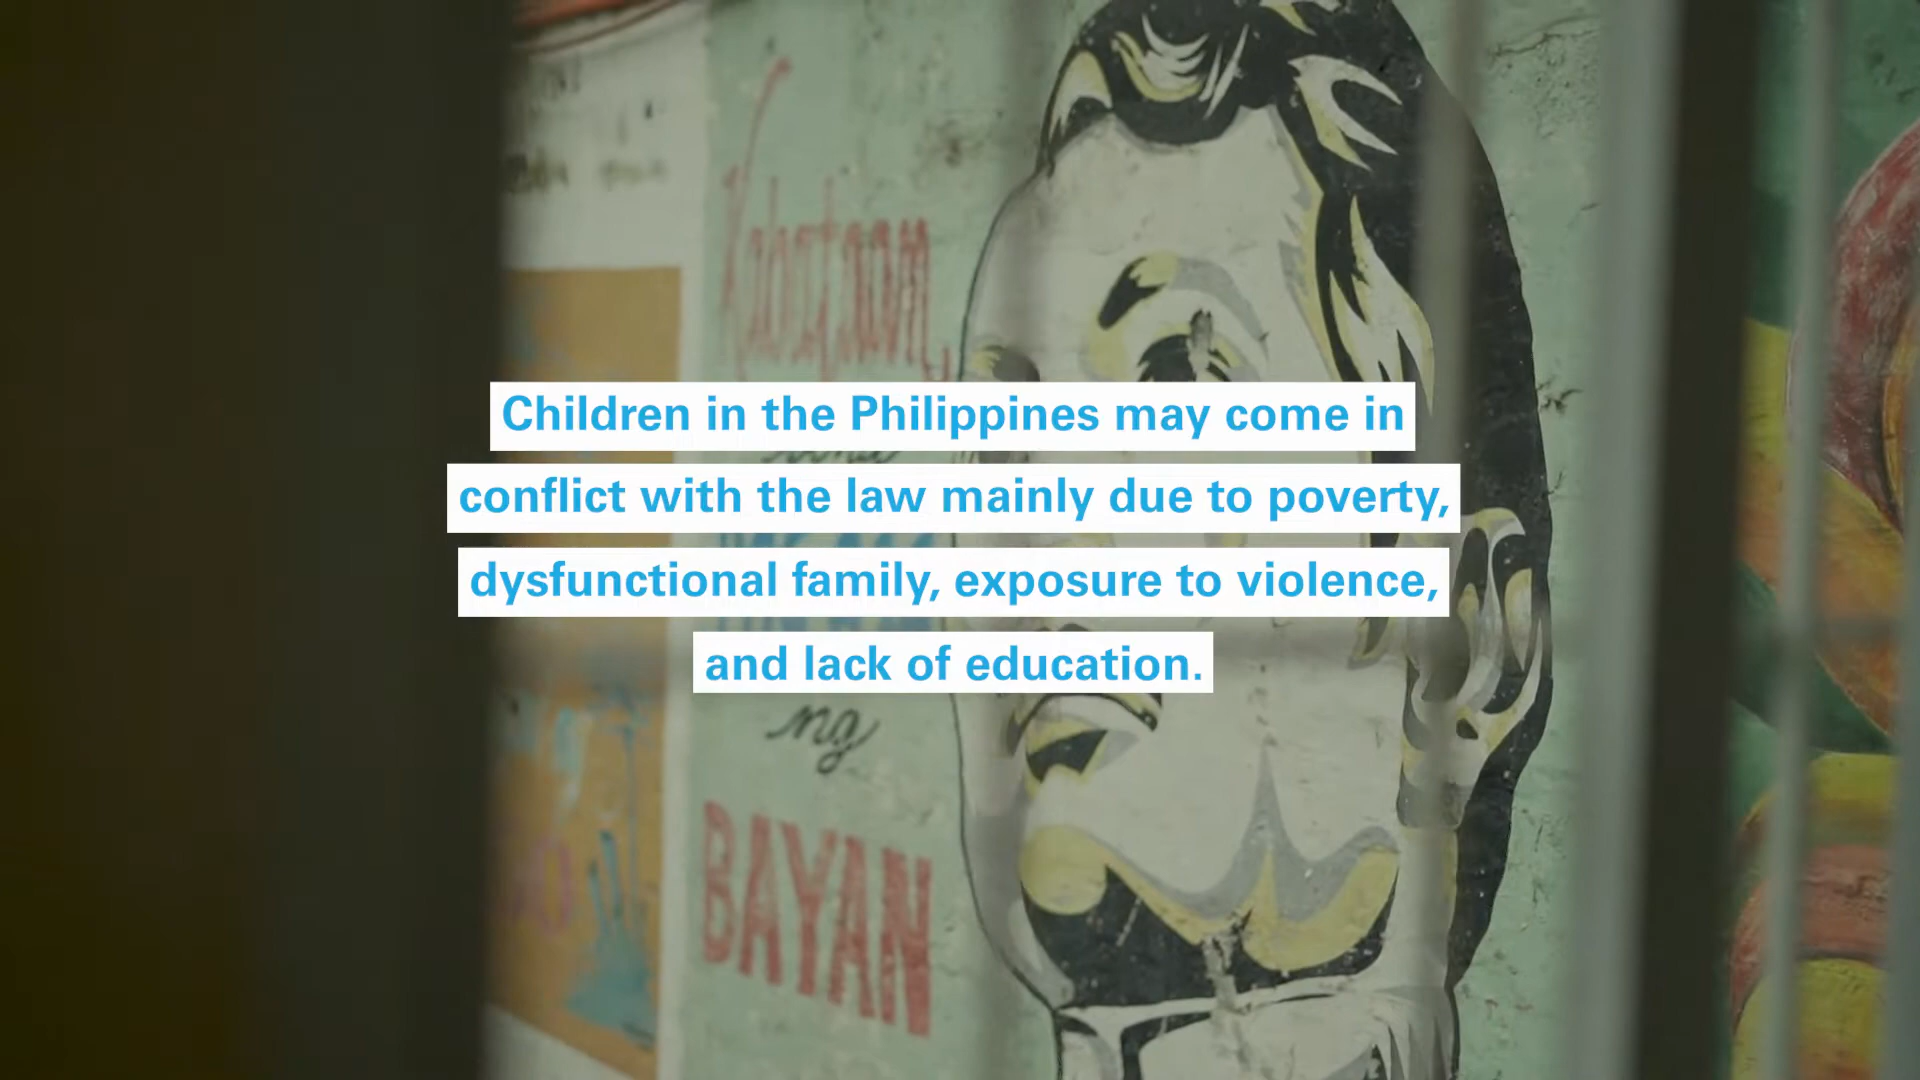 Kabataan,
Children in the Philippines may come in
conflict with the law mainly due to poverty,
dysfunctional family, exposure to violence,
and lack of education.
ng
BAYAN